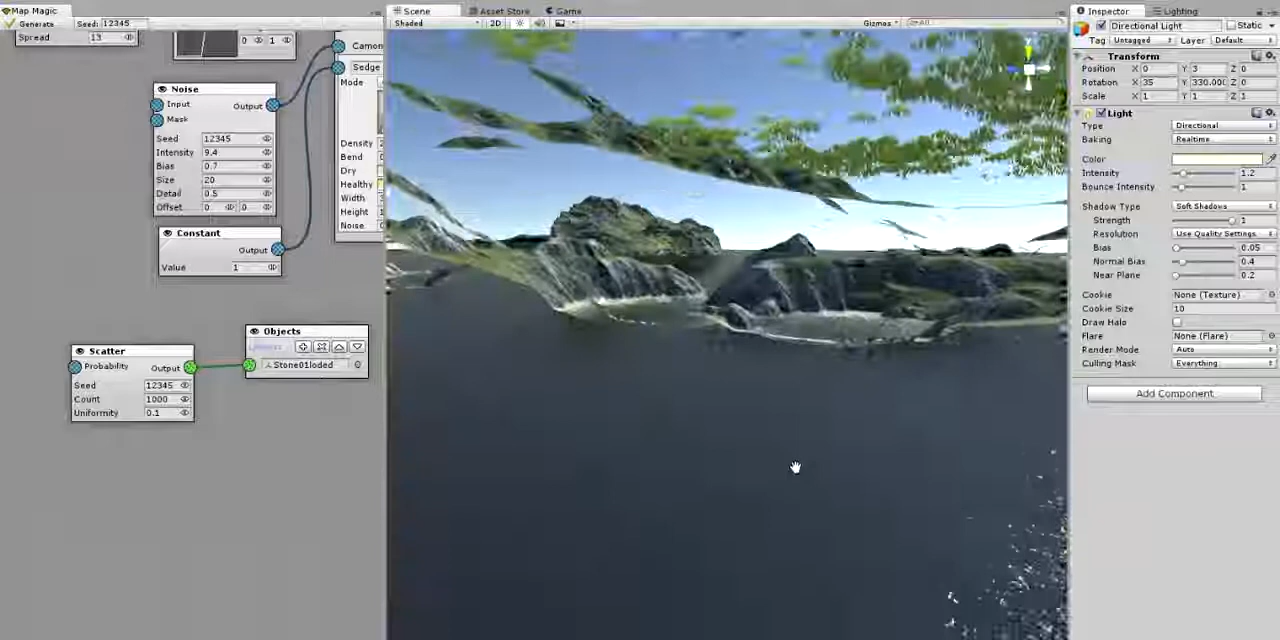 Map Magic
Generate
Seed: 12345
Spread
13
0
1
Noise
Input
Output
Mask
Seed
12345
Intensity
9.4
Bias
0.7
Size
20
Detail
0.5
Offset
0
0
Constant
Output
Value
1
Sedge
Mode
Density
Bend
Dry
Healthy
Width
Height
Noise
Scatter
Probability
Output
Seed
12345
Count
1000
Uniformity
0.1
Objects
Stone01loded
Scene
Asset Store
Game
Shaded
2D
Gizmos
All
Inspector
Lighting
Directional Light
Static
Tag
Untagged
Layer
Default
Transform
Position
X 0
Y 3
Z 0
Rotation
X 35
Y 330.000
Z 0
Scale
X 1
Y 1
Z 1
Light
Type
Directional
Baking
Realtime
Color
Intensity
1.2
Bounce Intensity
1
Shadow Type
Soft Shadows
Strength
1
Resolution
Use Quality Settings
Bias
0.05
Normal Bias
0.4
Near Plane
0.2
Cookie
None (Texture)
Cookie Size
10
Draw Halo
Flare
None (Flare)
Render Mode
Auto
Culling Mask
Everything
Add Component